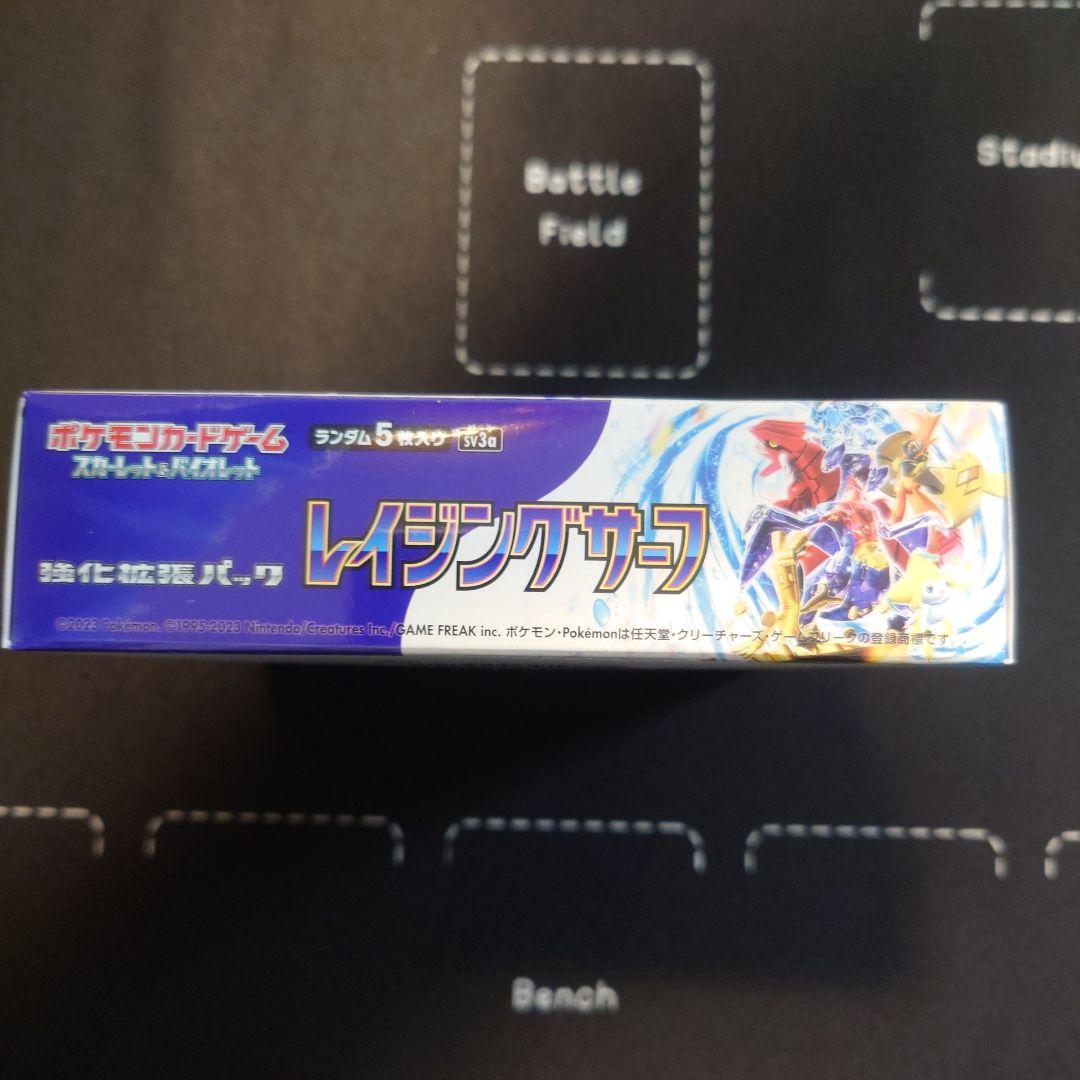 Battle
Field
Stadiu
ポケモンカードゲーム
スカーレット&バイオレット
ランダム5枚入り sv3a
強化拡張パック
レイジングサーフ
©2023 Pokémon. ©1995-2023 Nintendo/Creatures Inc./GAME FREAK inc. ポケモン・Pokémonは任天堂・クリーチャーズ・ゲームフリークの登録商標です。
Bench